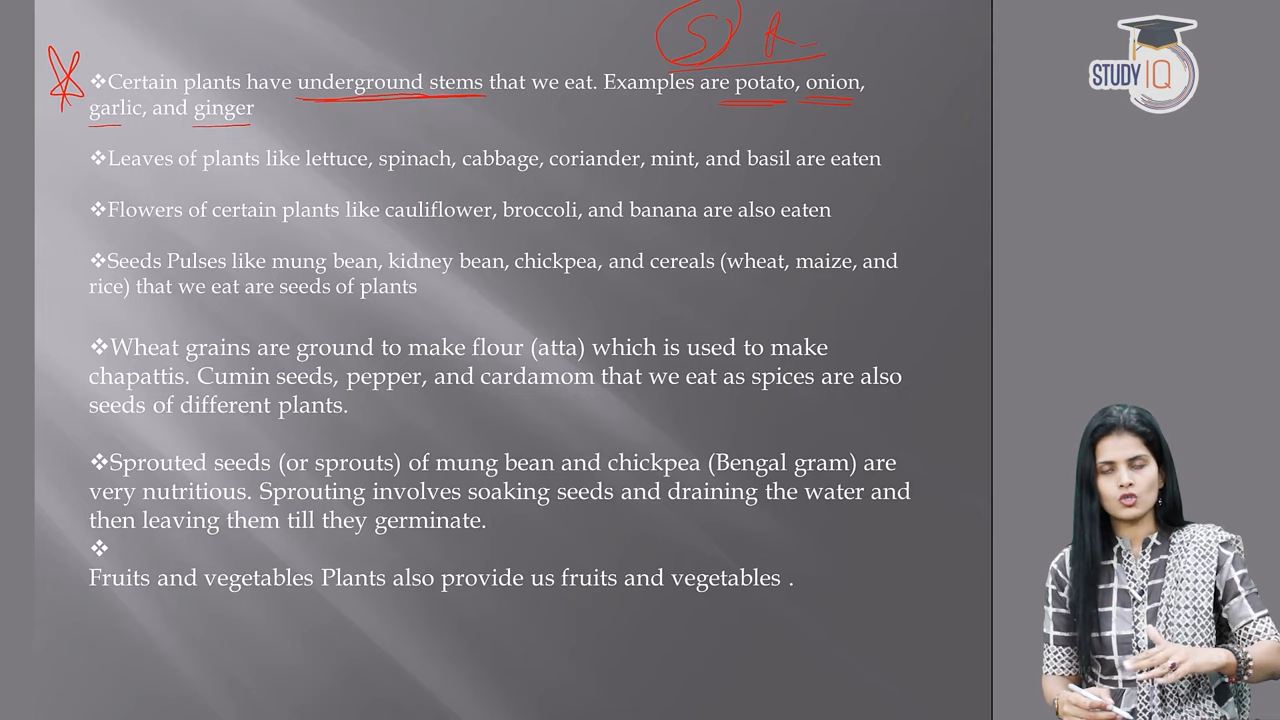 S R
❖Certain plants have underground stems that we eat. Examples are potato, onion,
garlic, and ginger
❖Leaves of plants like lettuce, spinach, cabbage, coriander, mint, and basil are eaten
❖Flowers of certain plants like cauliflower, broccoli, and banana are also eaten
❖Seeds Pulses like mung bean, kidney bean, chickpea, and cereals (wheat, maize, and
rice) that we eat are seeds of plants
❖Wheat grains are ground to make flour (atta) which is used to make
chapattis. Cumin seeds, pepper, and cardamom that we eat as spices are also
seeds of different plants.
❖Sprouted seeds (or sprouts) of mung bean and chickpea (Bengal gram) are
very nutritious. Sprouting involves soaking seeds and draining the water and
then leaving them till they germinate.
❖
Fruits and vegetables Plants also provide us fruits and vegetables .
STUDY IQ